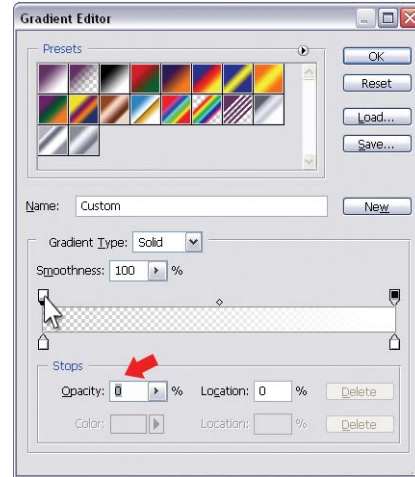 Gradient Editor
Presets
OK
Reset
Load...
Save...
Name: Custom
New
Gradient Type: Solid
Smoothness: 100 %
Stops
Opacity: 0 % Location: 0 % Delete
Color: Location: % Delete